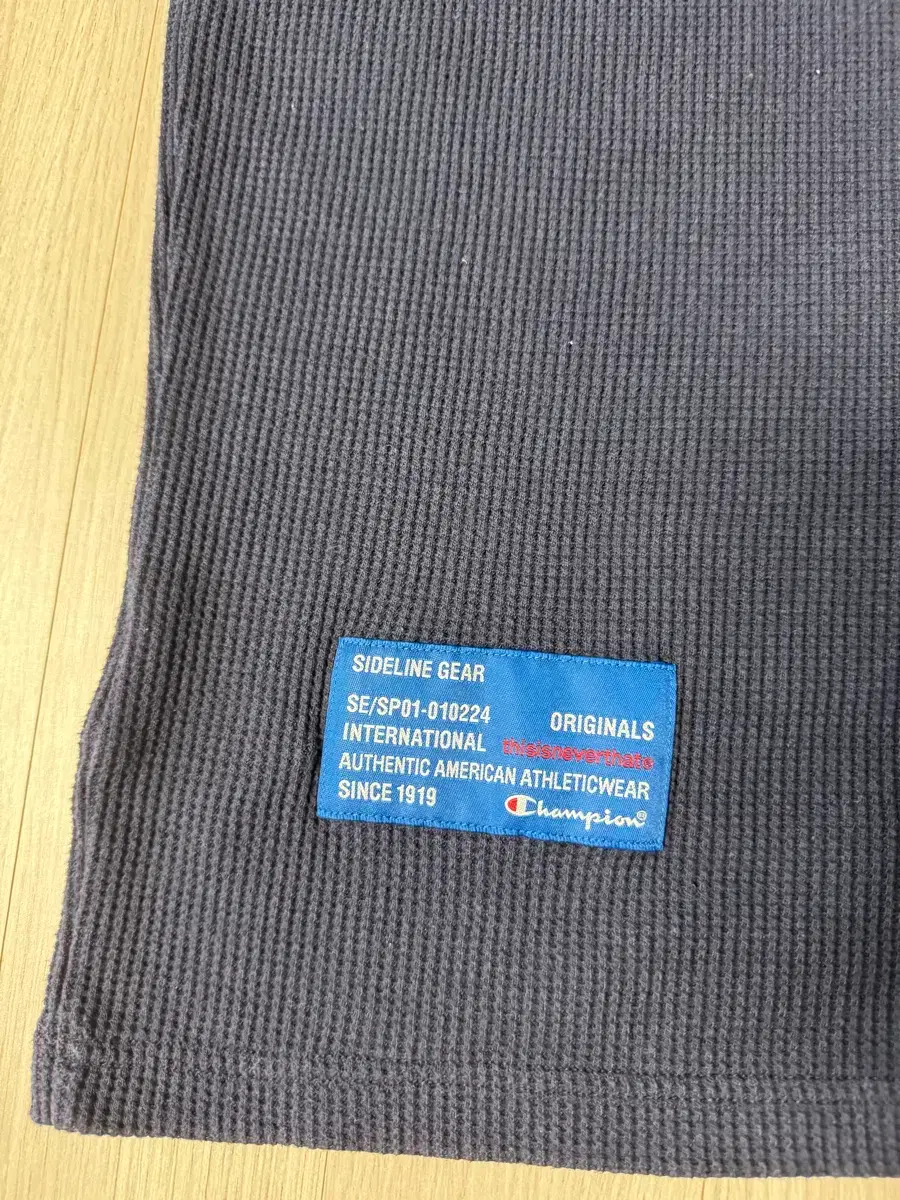 SIDELINE GEAR
SE/SP01-010224
ORIGINALS
INTERNATIONAL thisisneverthat®
AUTHENTIC AMERICAN ATHLETICWEAR
SINCE 1919
Champion®